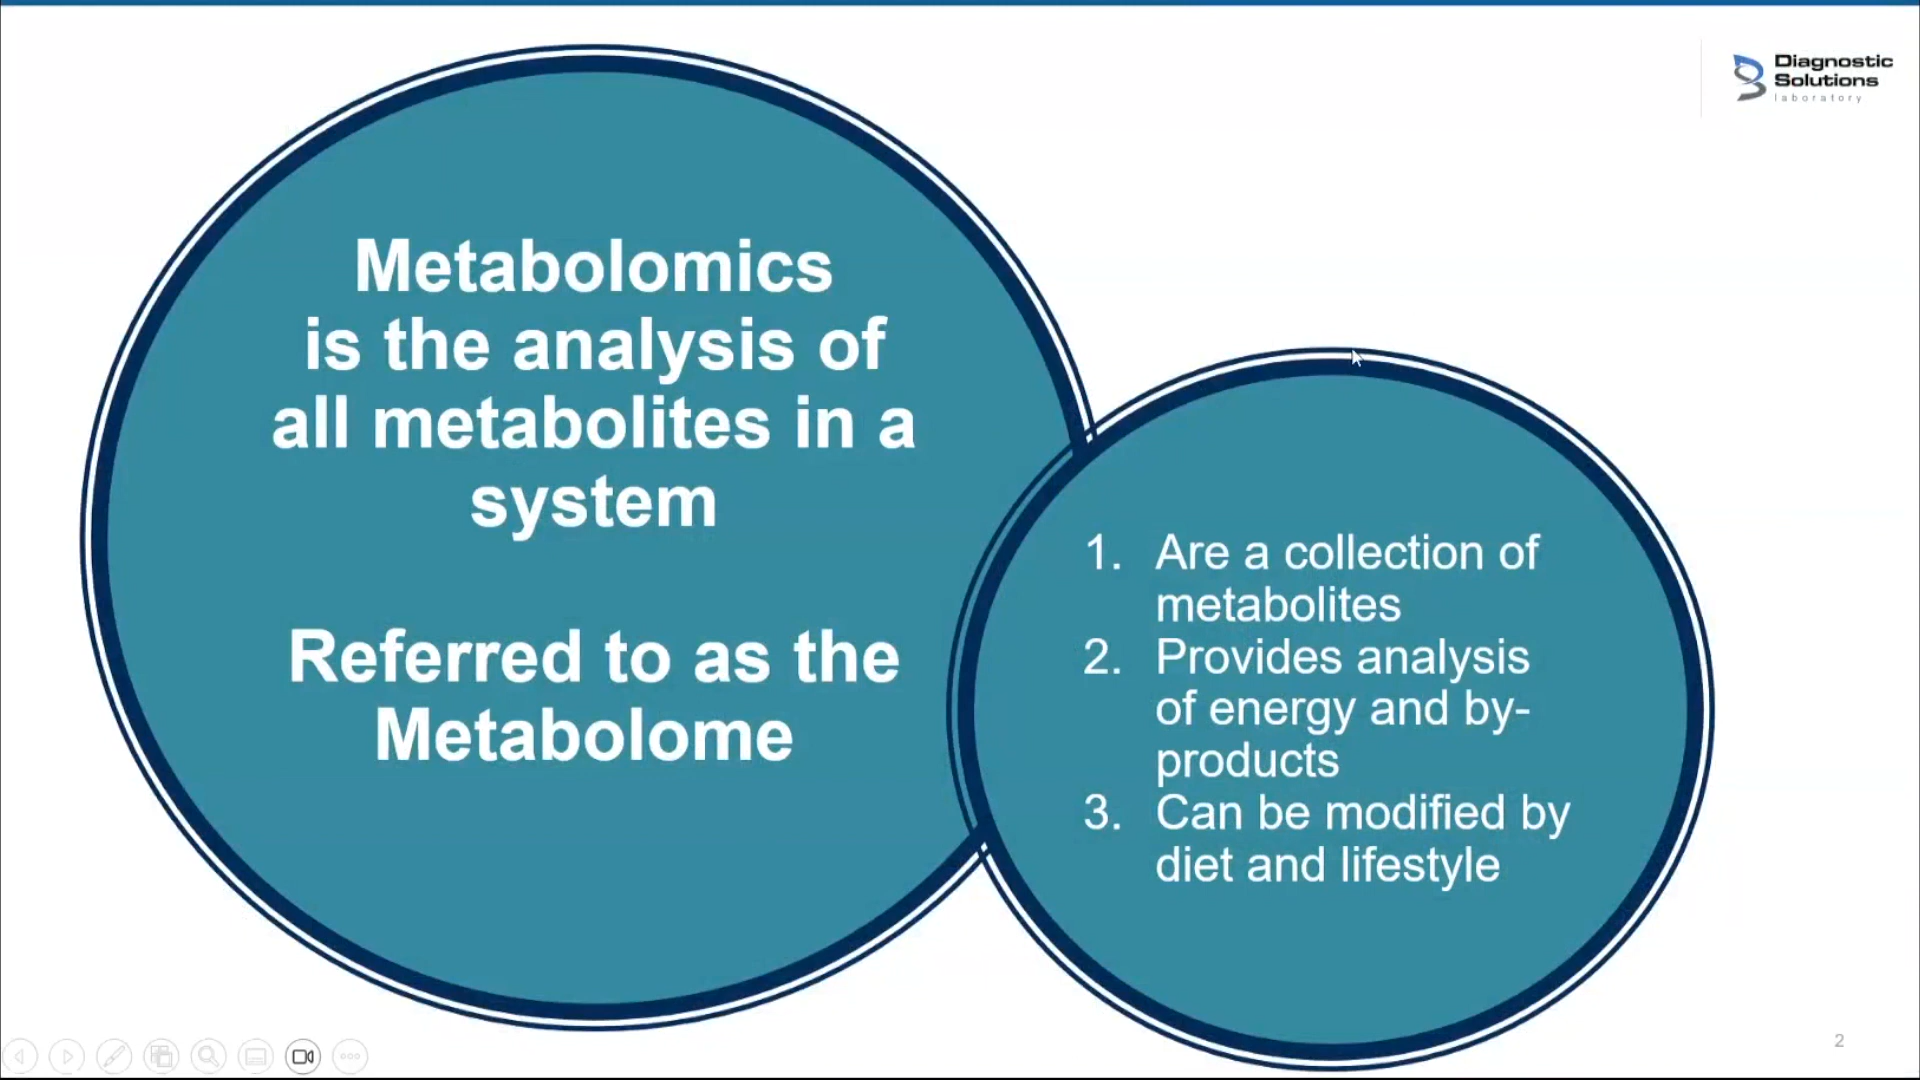 Diagnostic
Solutions
laboratory
Metabolomics
is the analysis of
all metabolites in a
system
Referred to as the
Metabolome
1. Are a collection of
metabolites
2. Provides analysis
of energy and by-
products
3. Can be modified by
diet and lifestyle
2